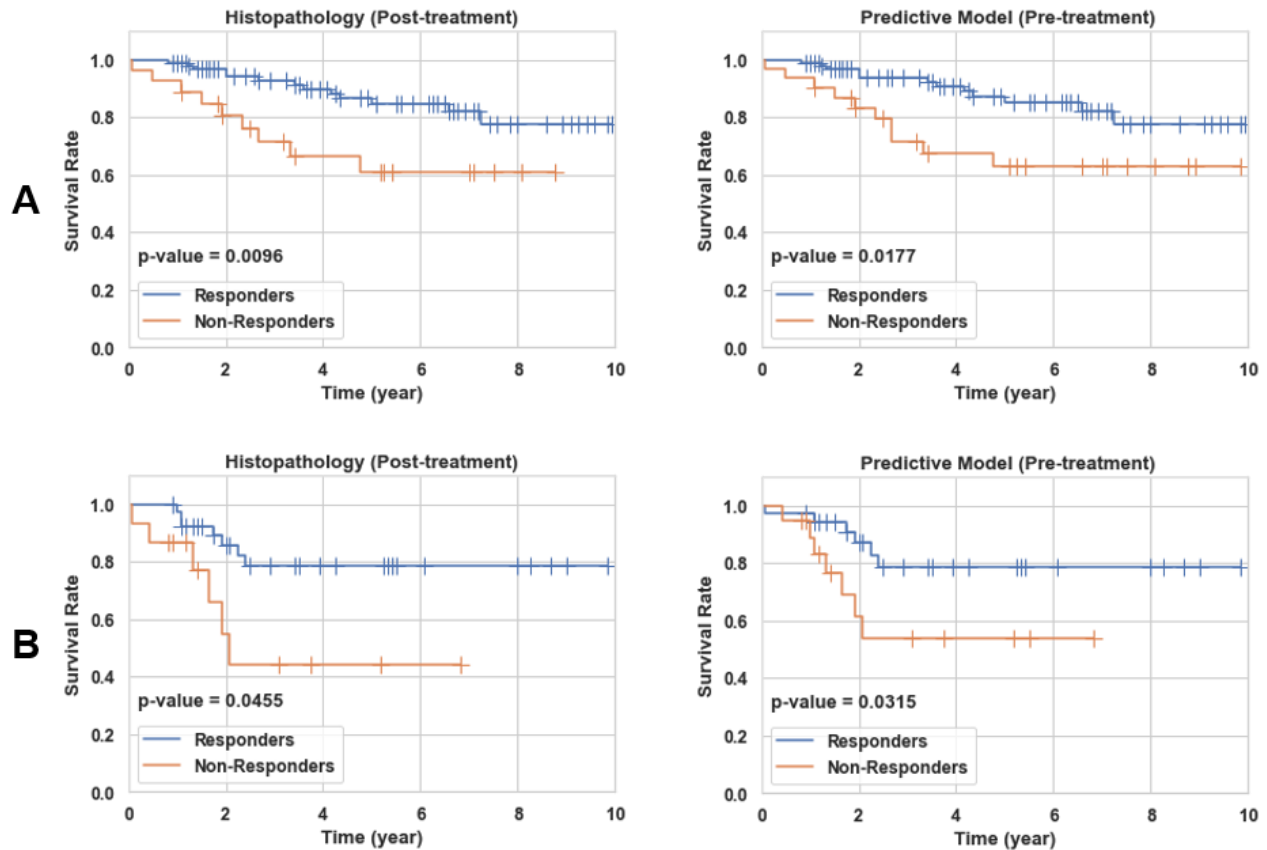 A
Histopathology (Post-treatment)
Survival Rate
1.0
0.8
0.6
0.4
0.2
0.0
p-value = 0.0096
Responders
Non-Responders
0 2 4 6 8 10
Time (year)
Predictive Model (Pre-treatment)
Survival Rate
1.0
0.8
0.6
0.4
0.2
0.0
p-value = 0.0177
Responders
Non-Responders
0 2 4 6 8 10
Time (year)
B
Histopathology (Post-treatment)
Survival Rate
1.0
0.8
0.6
0.4
0.2
0.0
p-value = 0.0455
Responders
Non-Responders
0 2 4 6 8 10
Time (year)
Predictive Model (Pre-treatment)
Survival Rate
1.0
0.8
0.6
0.4
0.2
0.0
p-value = 0.0315
Responders
Non-Responders
0 2 4 6 8 10
Time (year)